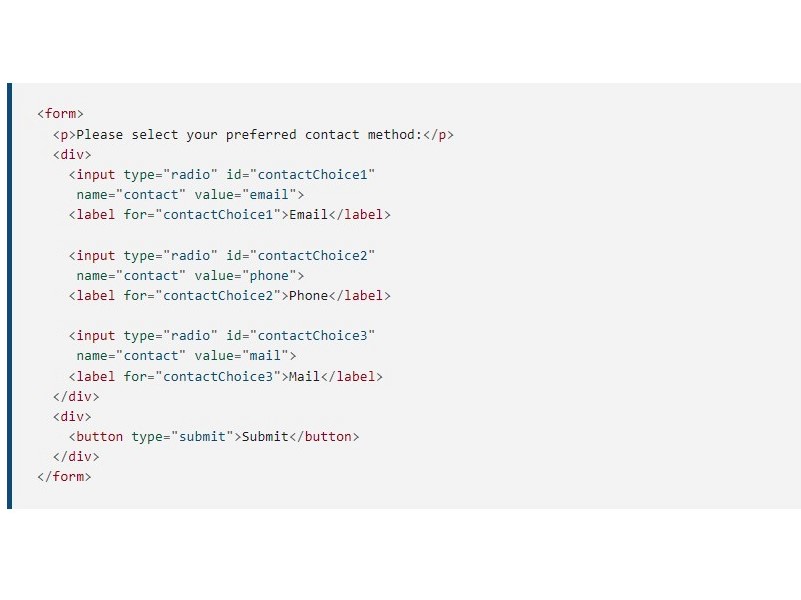 <form>
<p>Please select your preferred contact method:</p>
<div>
<input type="radio" id="contactChoice1"
name="contact" value="email">
<label for="contactChoice1">Email</label>
<input type="radio" id="contactChoice2"
name="contact" value="phone">
<label for="contactChoice2">Phone</label>
<input type="radio" id="contactChoice3"
name="contact" value="mail">
<label for="contactChoice3">Mail</label>
</div>
<div>
<button type="submit">Submit</button>
</div>
</form>